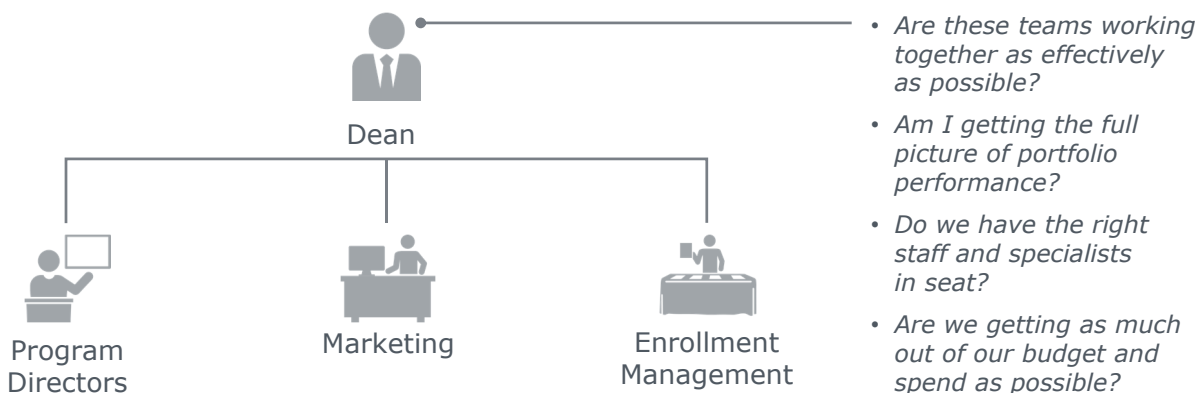 Dean
Program
Directors
Marketing
Enrollment
Management
• Are these teams working
together as effectively
as possible?
• Am I getting the full
picture of portfolio
performance?
• Do we have the right
staff and specialists
in seat?
• Are we getting as much
out of our budget and
spend as possible?